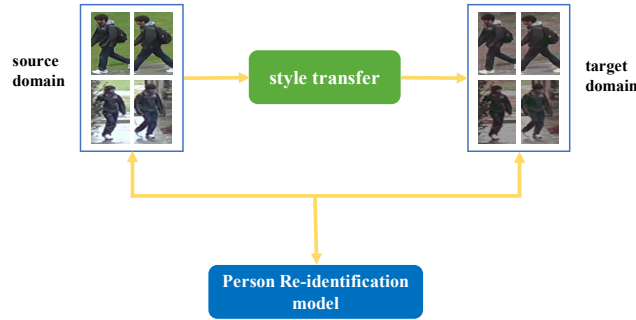 source
domain
style transfer
target
domain
Person Re-identification
model